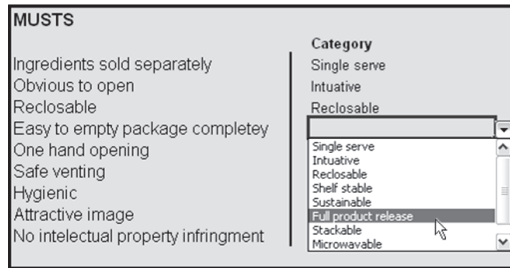 MUSTS
Category
Ingredients sold separately
Single serve
Obvious to open
Intuative
Reclosable
Reclosable
Easy to empty package completey
One hand opening
Safe venting
Hygienic
Attractive image
No intelectual property infringment
Single serve
Intuative
Reclosable
Shelf stable
Sustainable
Full product release
Stackable
Microwavable